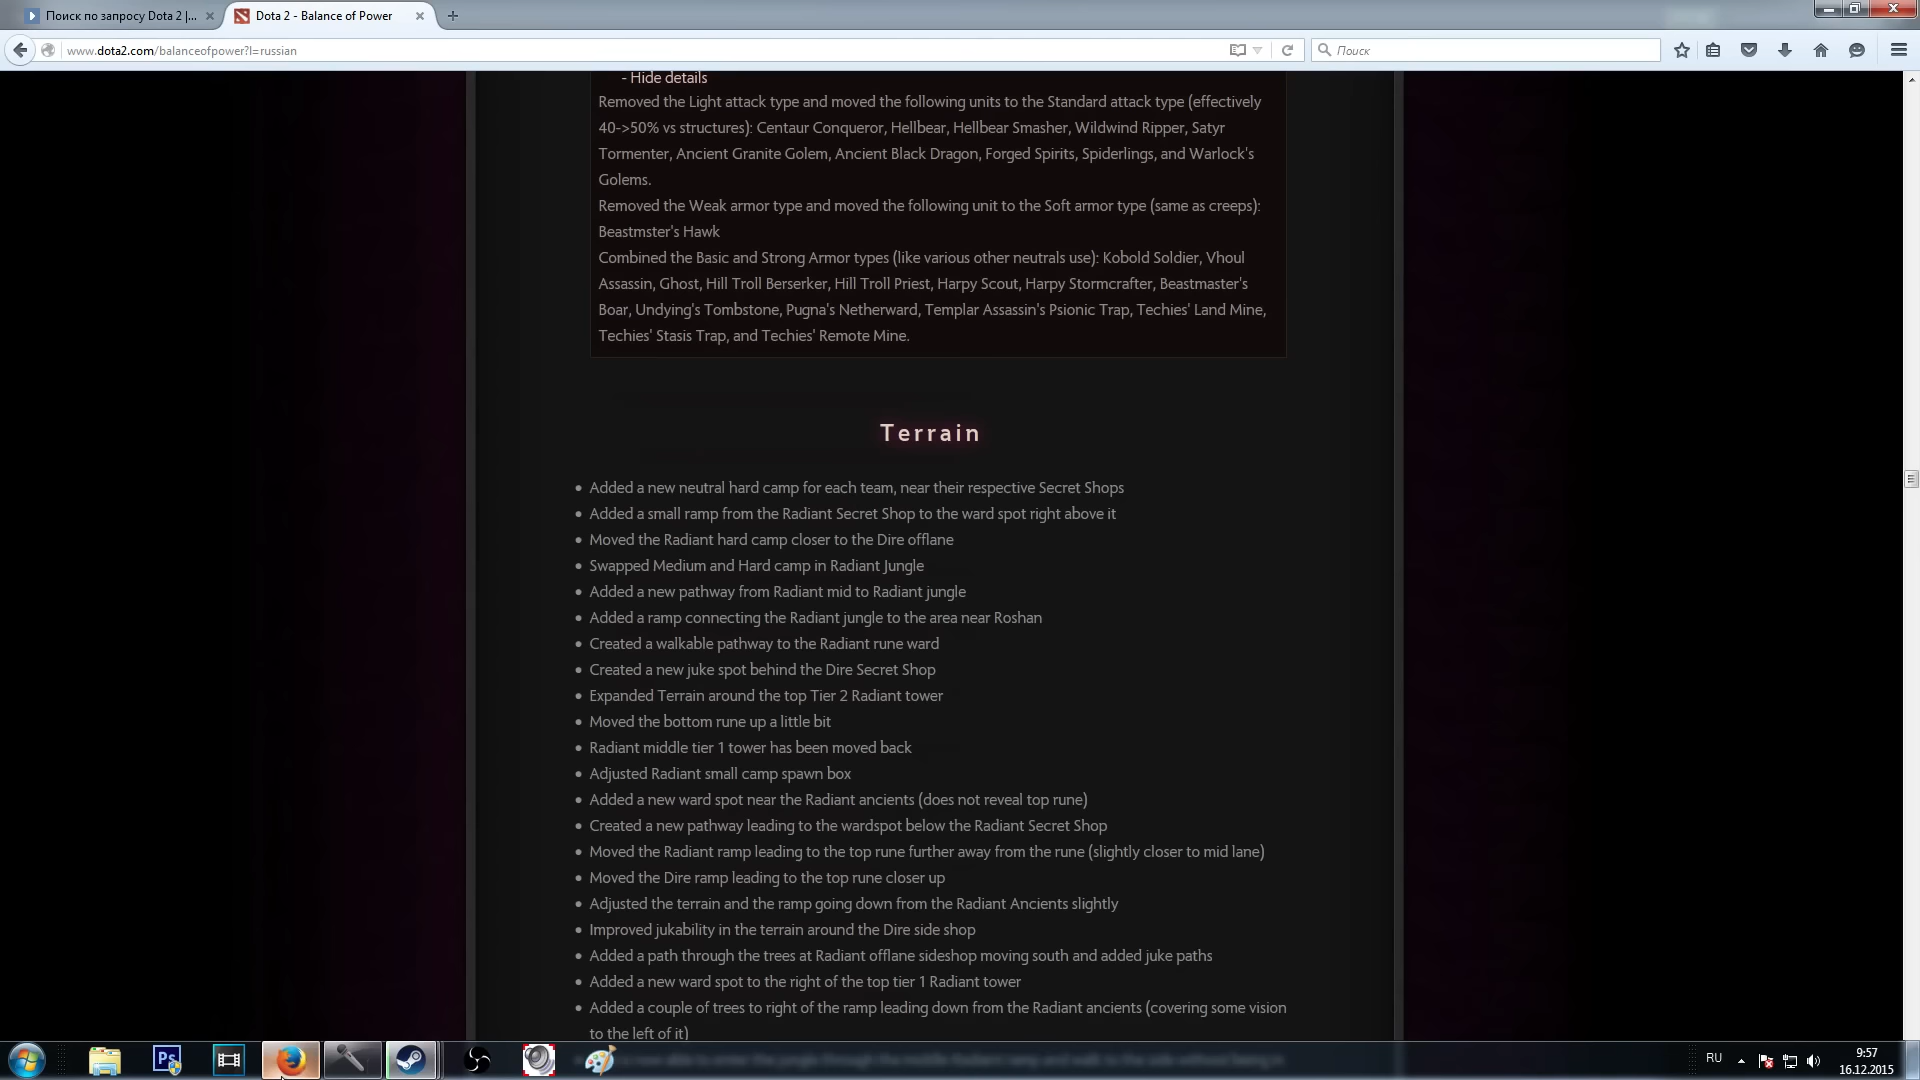 Поиск по запросу Dota 2 |...
Dota 2 - Balance of Power
www.dota2.com/balanceofpower?l=russian
Поиск
- Hide details
Removed the Light attack type and moved the following units to the Standard attack type (effectively
40->50% vs structures): Centaur Conqueror, Hellbear, Hellbear Smasher, Wildwind Ripper, Satyr
Tormenter, Ancient Granite Golem, Ancient Black Dragon, Forged Spirits, Spiderlings, and Warlock's
Golems.
Removed the Weak armor type and moved the following unit to the Soft armor type (same as creeps):
Beastmster's Hawk
Combined the Basic and Strong Armor types (like various other neutrals use): Kobold Soldier, Vhoul
Assassin, Ghost, Hill Troll Berserker, Hill Troll Priest, Harpy Scout, Harpy Stormcrafter, Beastmaster's
Boar, Undying's Tombstone, Pugna's Netherward, Templar Assassin's Psionic Trap, Techies' Land Mine,
Techies' Stasis Trap, and Techies' Remote Mine.
Terrain
• Added a new neutral hard camp for each team, near their respective Secret Shops
• Added a small ramp from the Radiant Secret Shop to the ward spot right above it
• Moved the Radiant hard camp closer to the Dire offlane
• Swapped Medium and Hard camp in Radiant Jungle
• Added a new pathway from Radiant mid to Radiant jungle
• Added a ramp connecting the Radiant jungle to the area near Roshan
• Created a walkable pathway to the Radiant rune ward
• Created a new juke spot behind the Dire Secret Shop
• Expanded Terrain around the top Tier 2 Radiant tower
• Moved the bottom rune up a little bit
• Radiant middle tier 1 tower has been moved back
• Adjusted Radiant small camp spawn box
• Added a new ward spot near the Radiant ancients (does not reveal top rune)
• Created a new pathway leading to the wardspot below the Radiant Secret Shop
• Moved the Radiant ramp leading to the top rune further away from the rune (slightly closer to mid lane)
• Moved the Dire ramp leading to the top rune closer up
• Adjusted the terrain and the ramp going down from the Radiant Ancients slightly
• Improved jukability in the terrain around the Dire side shop
• Added a path through the trees at Radiant offlane sideshop moving south and added juke paths
• Added a new ward spot to the right of the top tier 1 Radiant tower
• Added a couple of trees to right of the ramp leading down from the Radiant ancients (covering some vision
to the left of it)
Ps
RU
9:57
16.12.2015